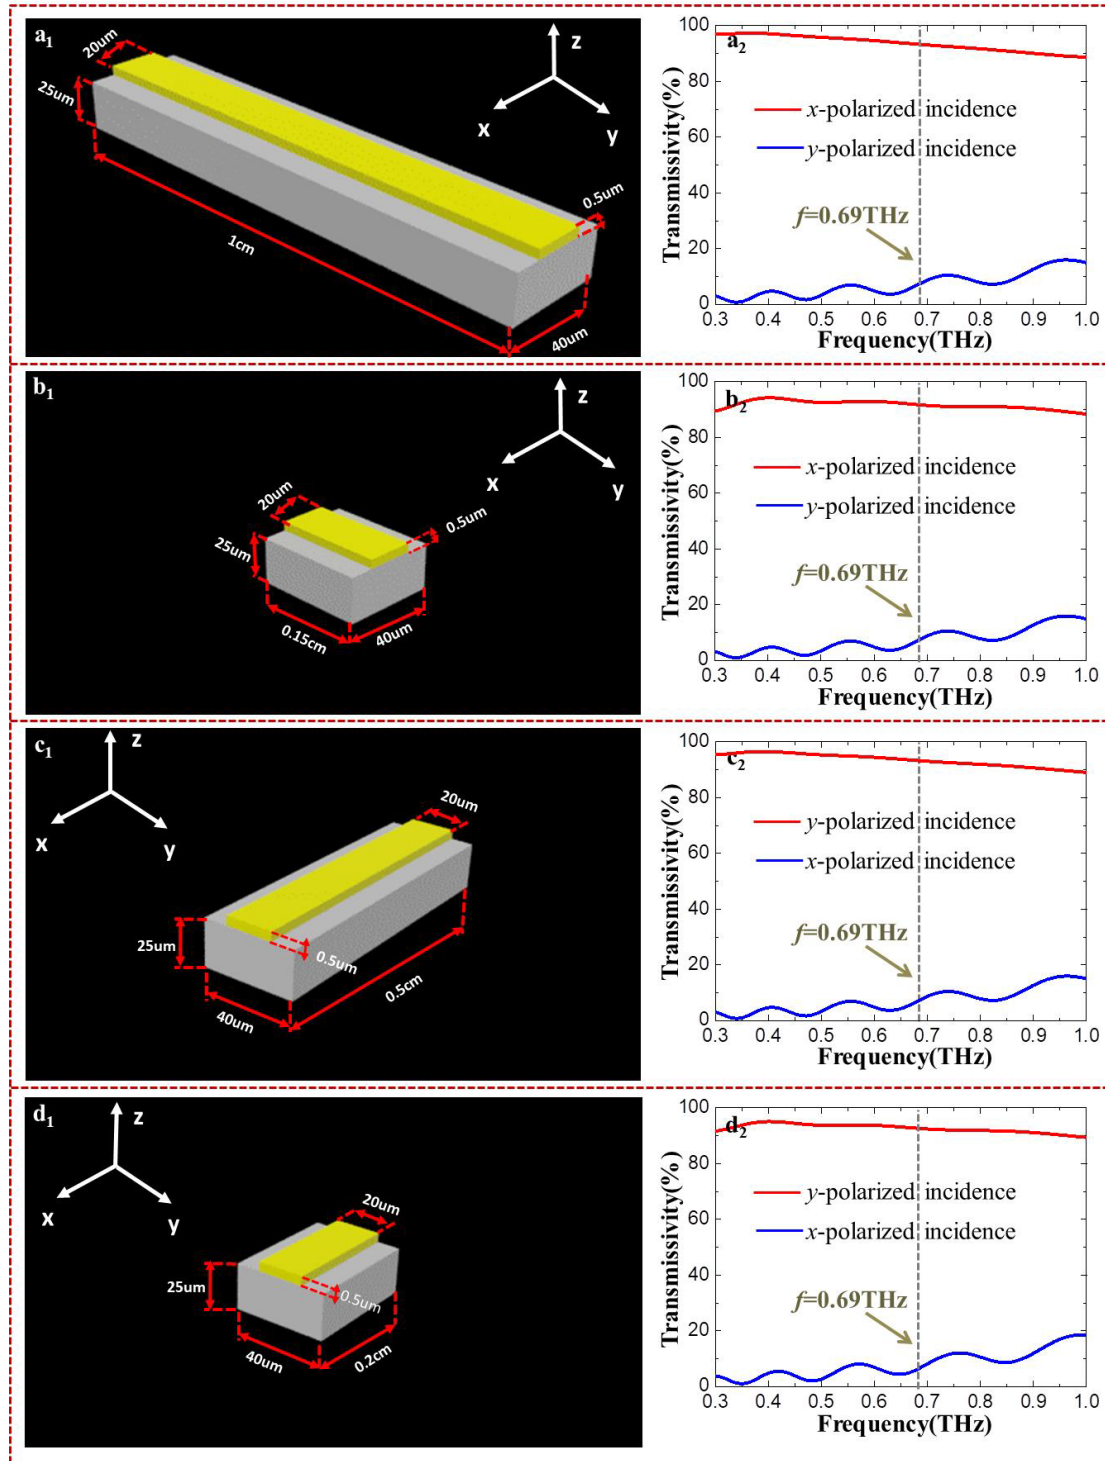 a1
20um
25um
z
x
y
0.5um
1cm
40um
a2
Transmissivity(%)
100
80
60
40
20
0
x-polarized incidence
y-polarized incidence
f=0.69THz
0.3 0.4 0.5 0.6 0.7 0.8 0.9 1.0
Frequency(THz)
b1
z
x
y
20um
0.5um
25um
0.15cm
40um
b2
Transmissivity(%)
100
80
60
40
20
0
x-polarized incidence
y-polarized incidence
f=0.69THz
0.3 0.4 0.5 0.6 0.7 0.8 0.9 1.0
Frequency(THz)
c1
z
x
y
20um
25um
0.5um
0.5cm
40um
c2
Transmissivity(%)
100
80
60
40
20
0
y-polarized incidence
x-polarized incidence
f=0.69THz
0.3 0.4 0.5 0.6 0.7 0.8 0.9 1.0
Frequency(THz)
d1
z
x
y
20um
25um
0.5um
40um
0.2cm
d2
Transmissivity(%)
100
80
60
40
20
0
y-polarized incidence
x-polarized incidence
f=0.69THz
0.3 0.4 0.5 0.6 0.7 0.8 0.9 1.0
Frequency(THz)